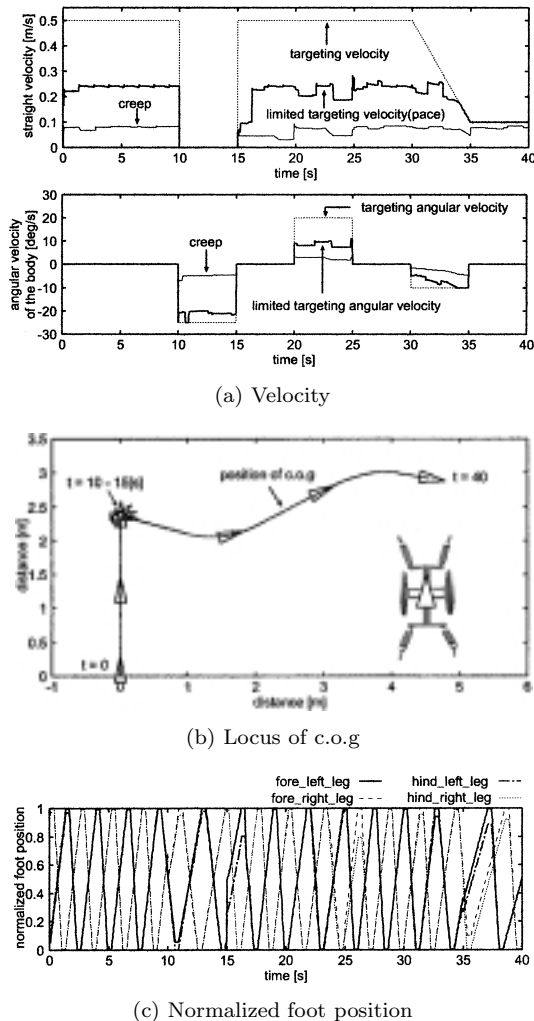 straight velocity [m/s]
0.5
0.4
0.3
0.2
0.1
0
targeting velocity
creep
limited targeting velocity(pace)
0 5 10 15 20 25 30 35 40
time [s]
angular velocity
of the body [deg/s]
30
20
10
0
-10
-20
-30
targeting angular velocity
creep
limited targeting angular velocity
0 5 10 15 20 25 30 35 40
time [s]
(a) Velocity
distance [m]
3.5
3
2.5
2
1.5
1
0.5
0
t = 10 - 15[s]
position of c.o.g
t = 40
t = 0
-1 0 1 2 3 4 5 6
distance [m]
(b) Locus of c.o.g
fore_left_leg hind_left_leg
fore_right_leg hind_right_leg
normalized foot position
1
0.8
0.6
0.4
0.2
0
0 5 10 15 20 25 30 35 40
time [s]
(c) Normalized foot position